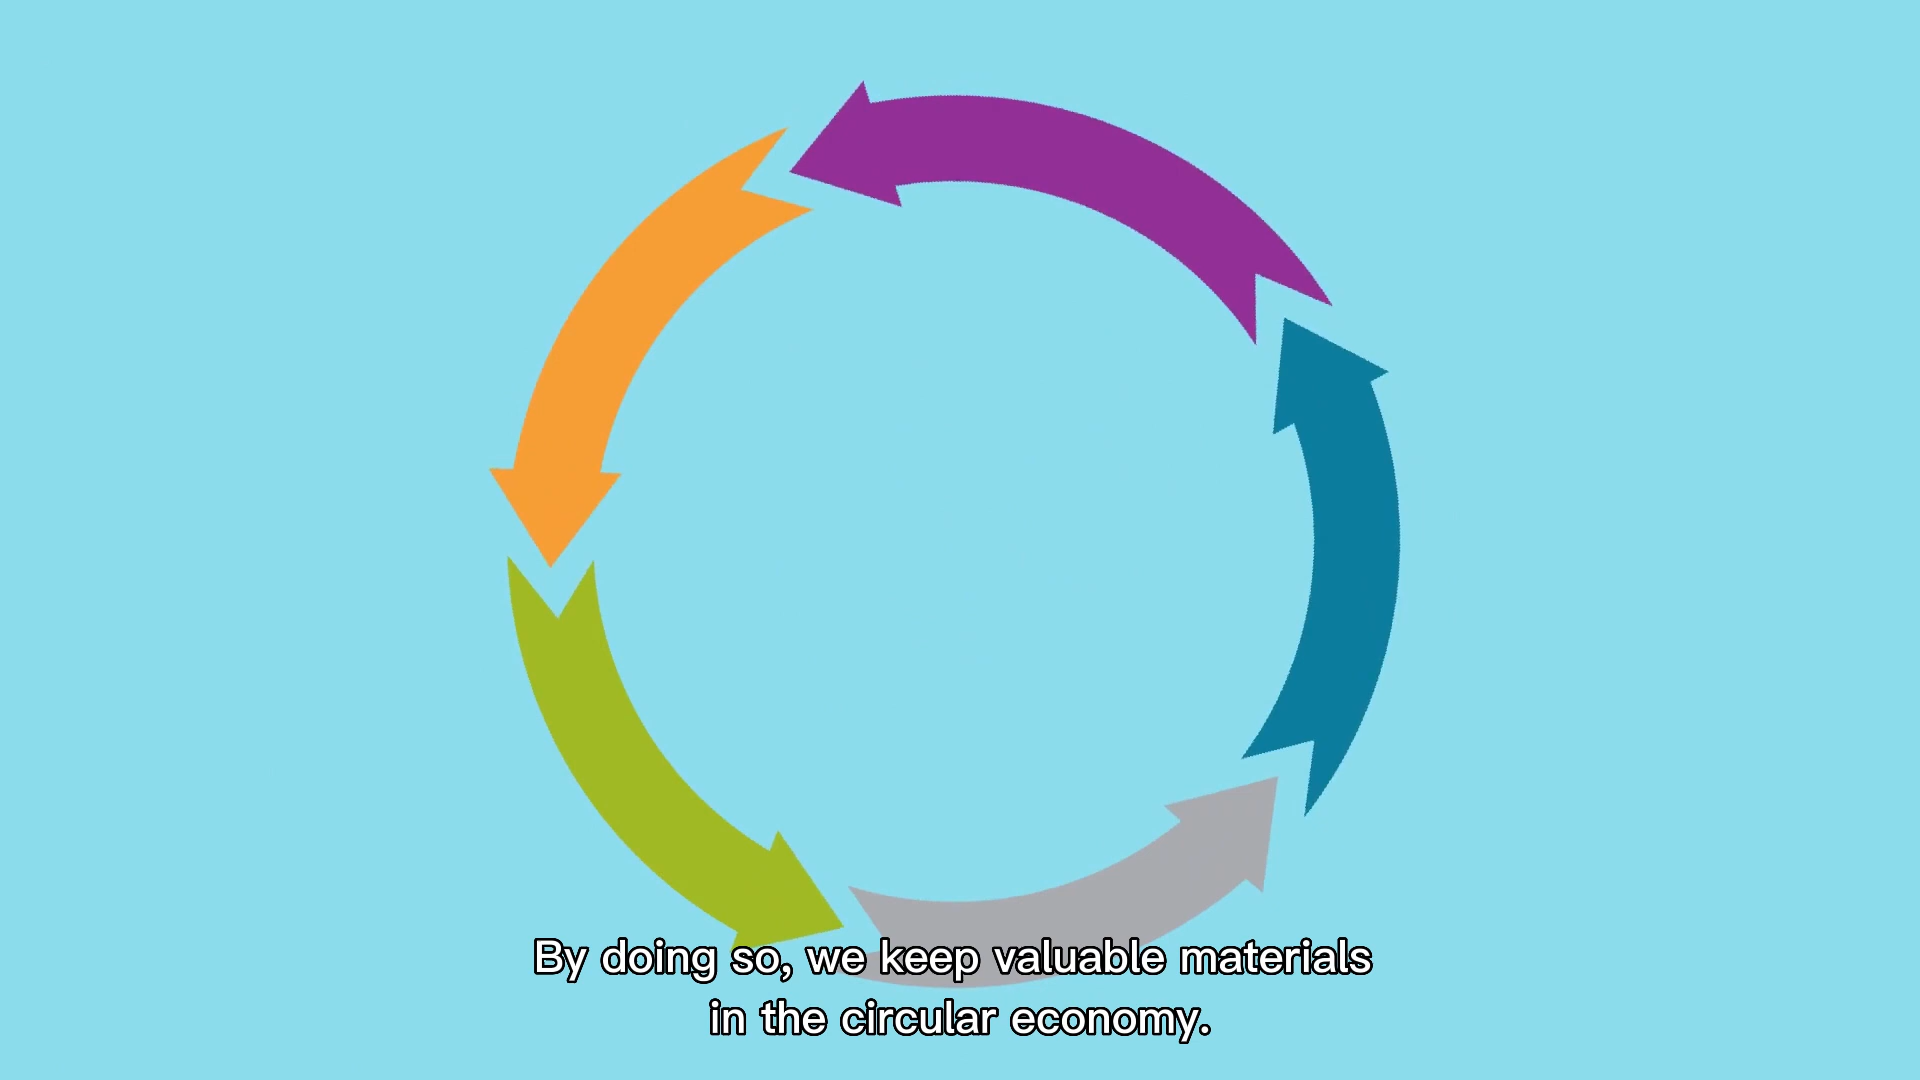 By doing so, we keep valuable materials
in the circular economy.